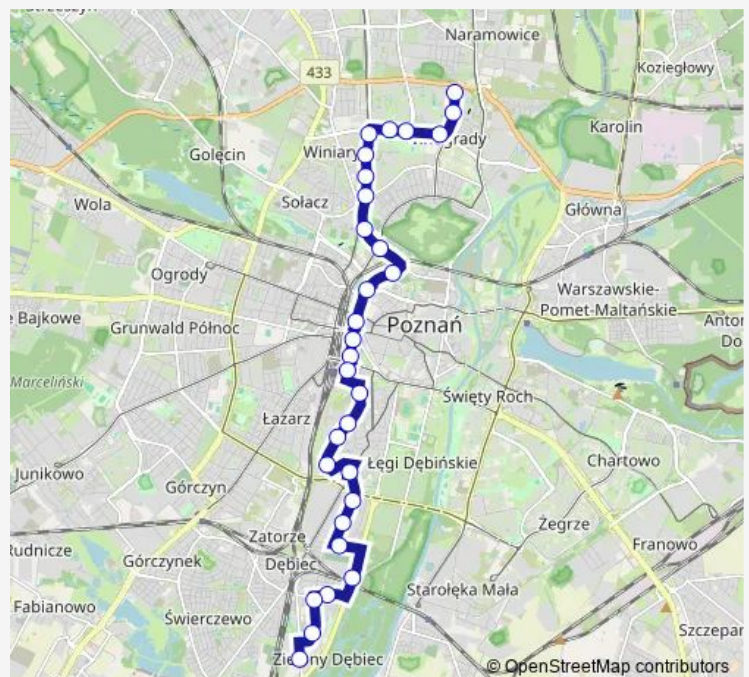 Naramowice
Koziegłowy
433
Karolin
Winiary
Golęcin
Wola
Sołacz
Główna
Ogrody
Warszawskie-
Pomet-Maltańskie
e Bajkowe
Grunwald Północ
Poznań
Anton
Do
Marceliński
Święty Roch
Łazarz
Łęgi Dębińskie
Chartowo
Junikowo
Górczyn
Żegrze
Zatorze
Franowo
Rudnicze
Górczynek
Dębiec
Starołęka Mała
Fabianowo
Świerczewo
Szczepan
Zielony Dębiec
© OpenStreetMap contributors